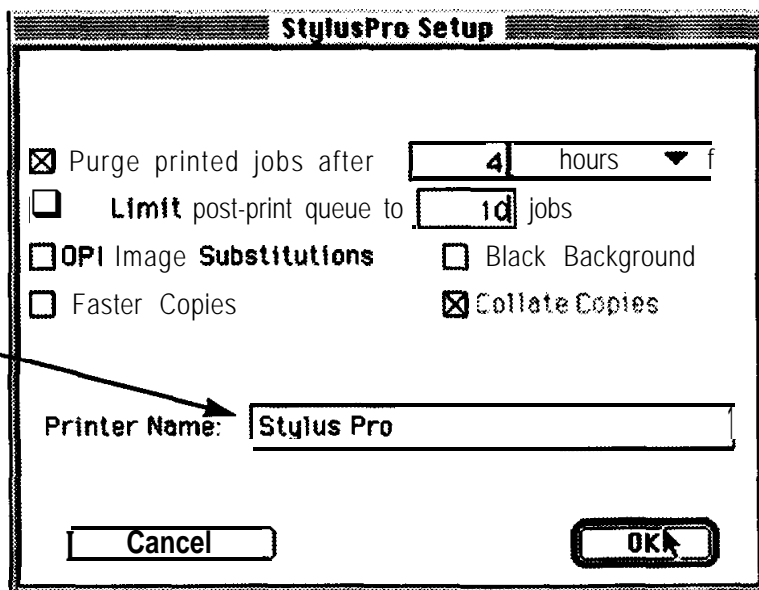 StylusPro Setup
Purge printed jobs after 4 hours f
Limit post-print queue to 10 jobs
OPI Image Substitutions Black Background
Faster Copies Collate Copies
Printer Name: Stylus Pro
Cancel OK